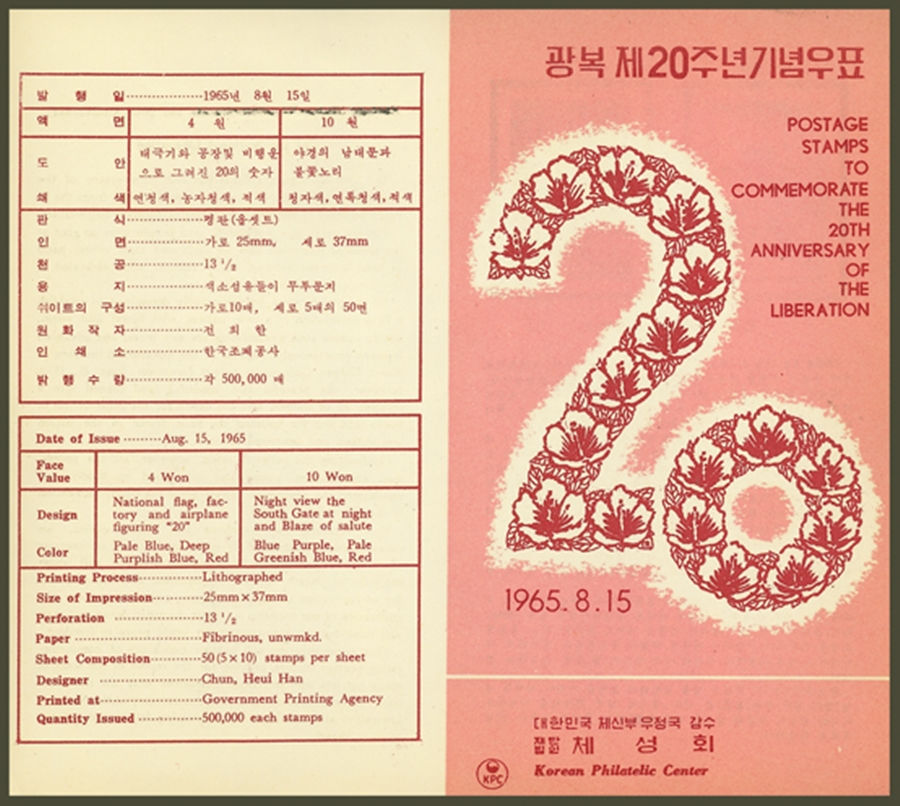 발 행 일··················1965년 8월 15일
액 면 4 원 10 원
도 안 태극기와 공장및 비행운으로 그려진 20의 숫자 야경의 남대문과 불꽃노리
쇄 색 연청색, 농자청색, 적색 청자색, 연록청색, 적색
판 식··················평판(옵셋트)
인 면··················가로 25mm, 세로 37mm
천 공··················13 ½
용 지··················색소섬유들이 무투문지
쉬이트의 구성··················가로10매, 세로 5매의 50면
원 화 작 자··················전 희 한
인 쇄 소··················한국조폐공사
발 행 수 량··················각 500,000 매
Date of Issue ·········Aug. 15, 1965
Face Value 4 Won 10 Won
Design National flag, factory and airplane figuring "20" Night view the South Gate at night and Blaze of salute
Color Pale Blue, Deep Purplish Blue, Red Blue Purple, Pale Greenish Blue, Red
Printing Process···············Lithographed
Size of Impression············25mm×37mm
Perforation ·····················13 ½
Paper ······························Fibrinous, unwmkd.
Sheet Composition············50(5×10) stamps per sheet
Designer ························Chun, Heui Han
Printed at························Government Printing Agency
Quantity Issued ···············500,000 each stamps
광복 제20주년기념우표
POSTAGE
STAMPS
TO
COMMEMORATE
THE
20TH
ANNIVERSARY
OF
THE
LIBERATION
20
1965. 8. 15
대한민국 체신부 우정국 감수
재단법인 체 성 회
KPC
Korean Philatelic Center